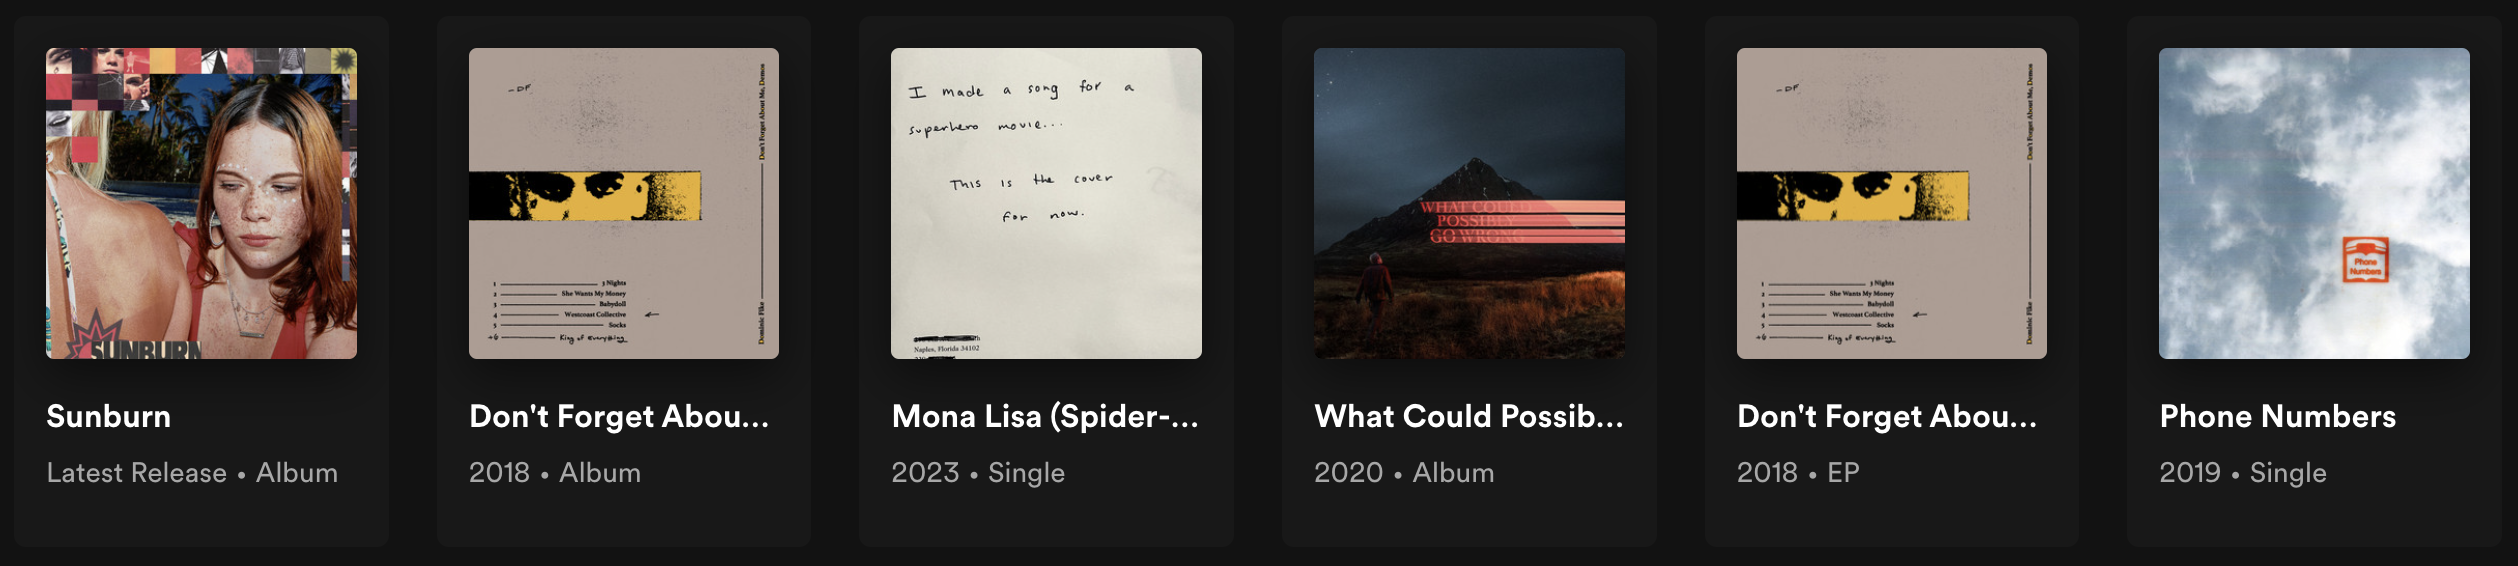 SUNBURN
Sunburn
Latest Release • Album
-DF
Don't Forget About Me, Demos
Dominic Fike
1 3 Nights
2 She Wants My Money
3 Babydoll
4 Westcoast Collective
5 Socks
+6 King of Everything
Don't Forget Abou...
2018 • Album
I made a song for a
superhero movie...
This is the cover
for now.
Naples, Florida 34102
Mona Lisa (Spider-...
2023 • Single
WHAT COULD
POSSIBLY
GO WRONG
What Could Possib...
2020 • Album
-DF
Don't Forget About Me, Demos
Dominic Fike
1 3 Nights
2 She Wants My Money
3 Babydoll
4 Westcoast Collective
5 Socks
+6 King of Everything
Don't Forget Abou...
2018 • EP
Phone
Numbers
Phone Numbers
2019 • Single